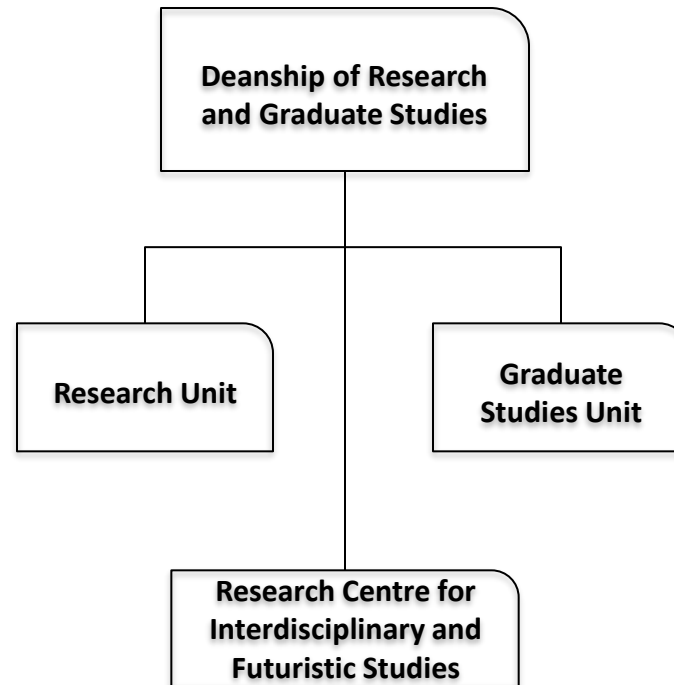 Deanship of Research
and Graduate Studies
Research Unit
Graduate
Studies Unit
Research Centre for
Interdisciplinary and
Futuristic Studies